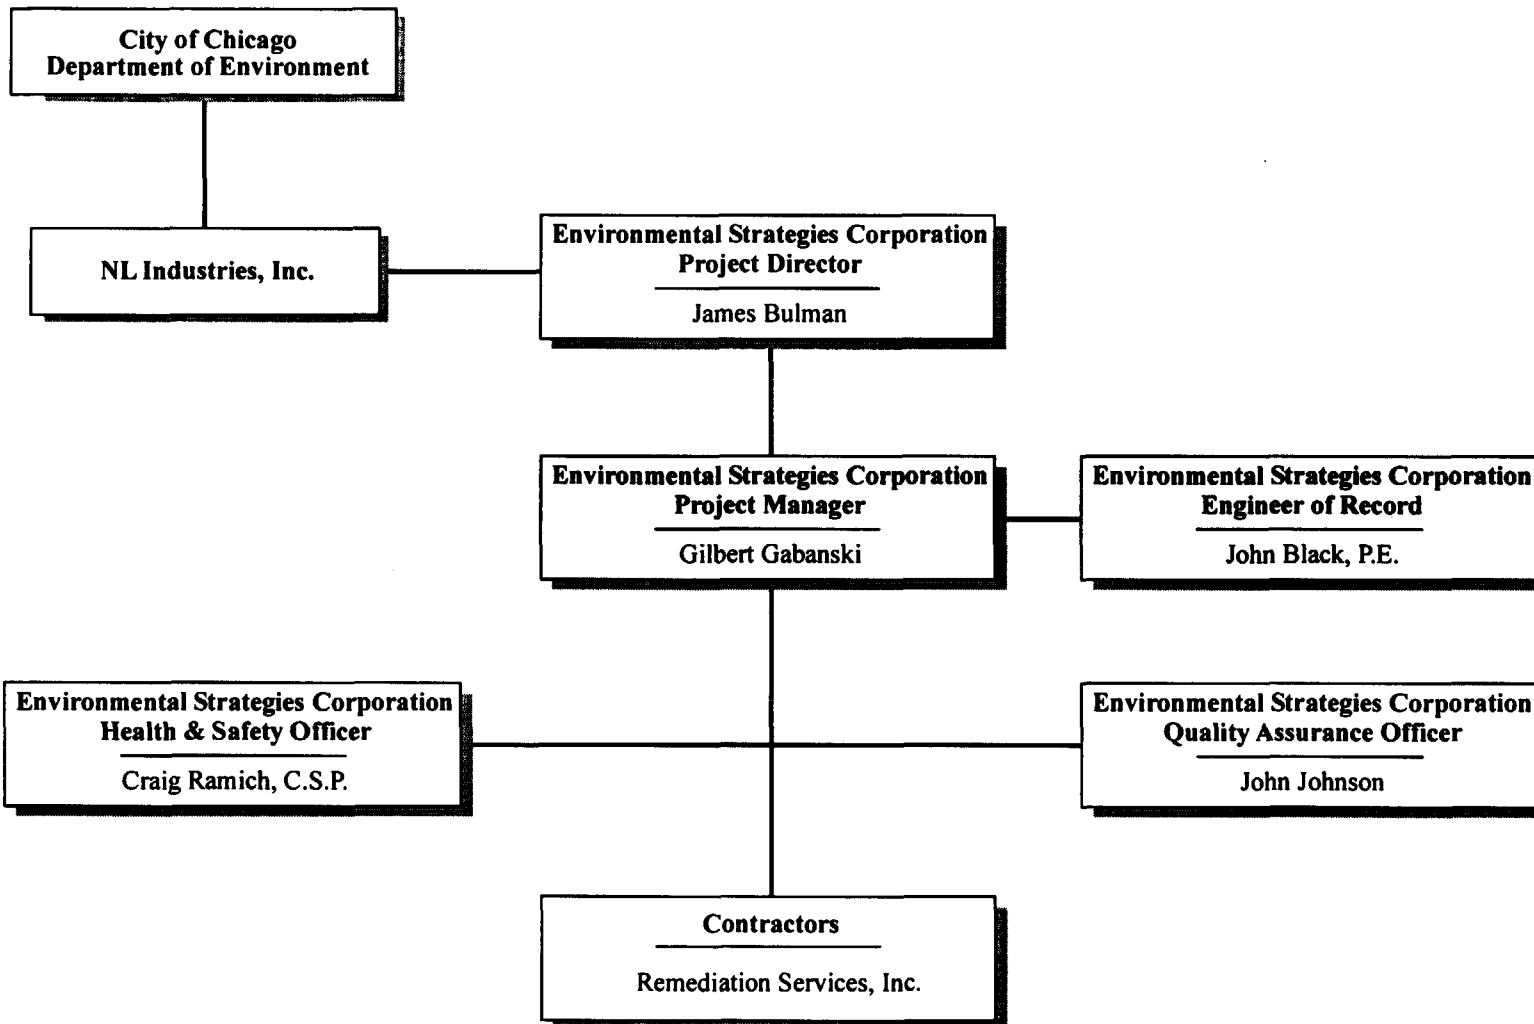 City of Chicago
Department of Environment
NL Industries, Inc.
Environmental Strategies Corporation
Project Director
James Bulman
Environmental Strategies Corporation
Project Manager
Gilbert Gabanski
Environmental Strategies Corporation
Engineer of Record
John Black, P.E.
Environmental Strategies Corporation
Health & Safety Officer
Craig Ramich, C.S.P.
Environmental Strategies Corporation
Quality Assurance Officer
John Johnson
Contractors
Remediation Services, Inc.